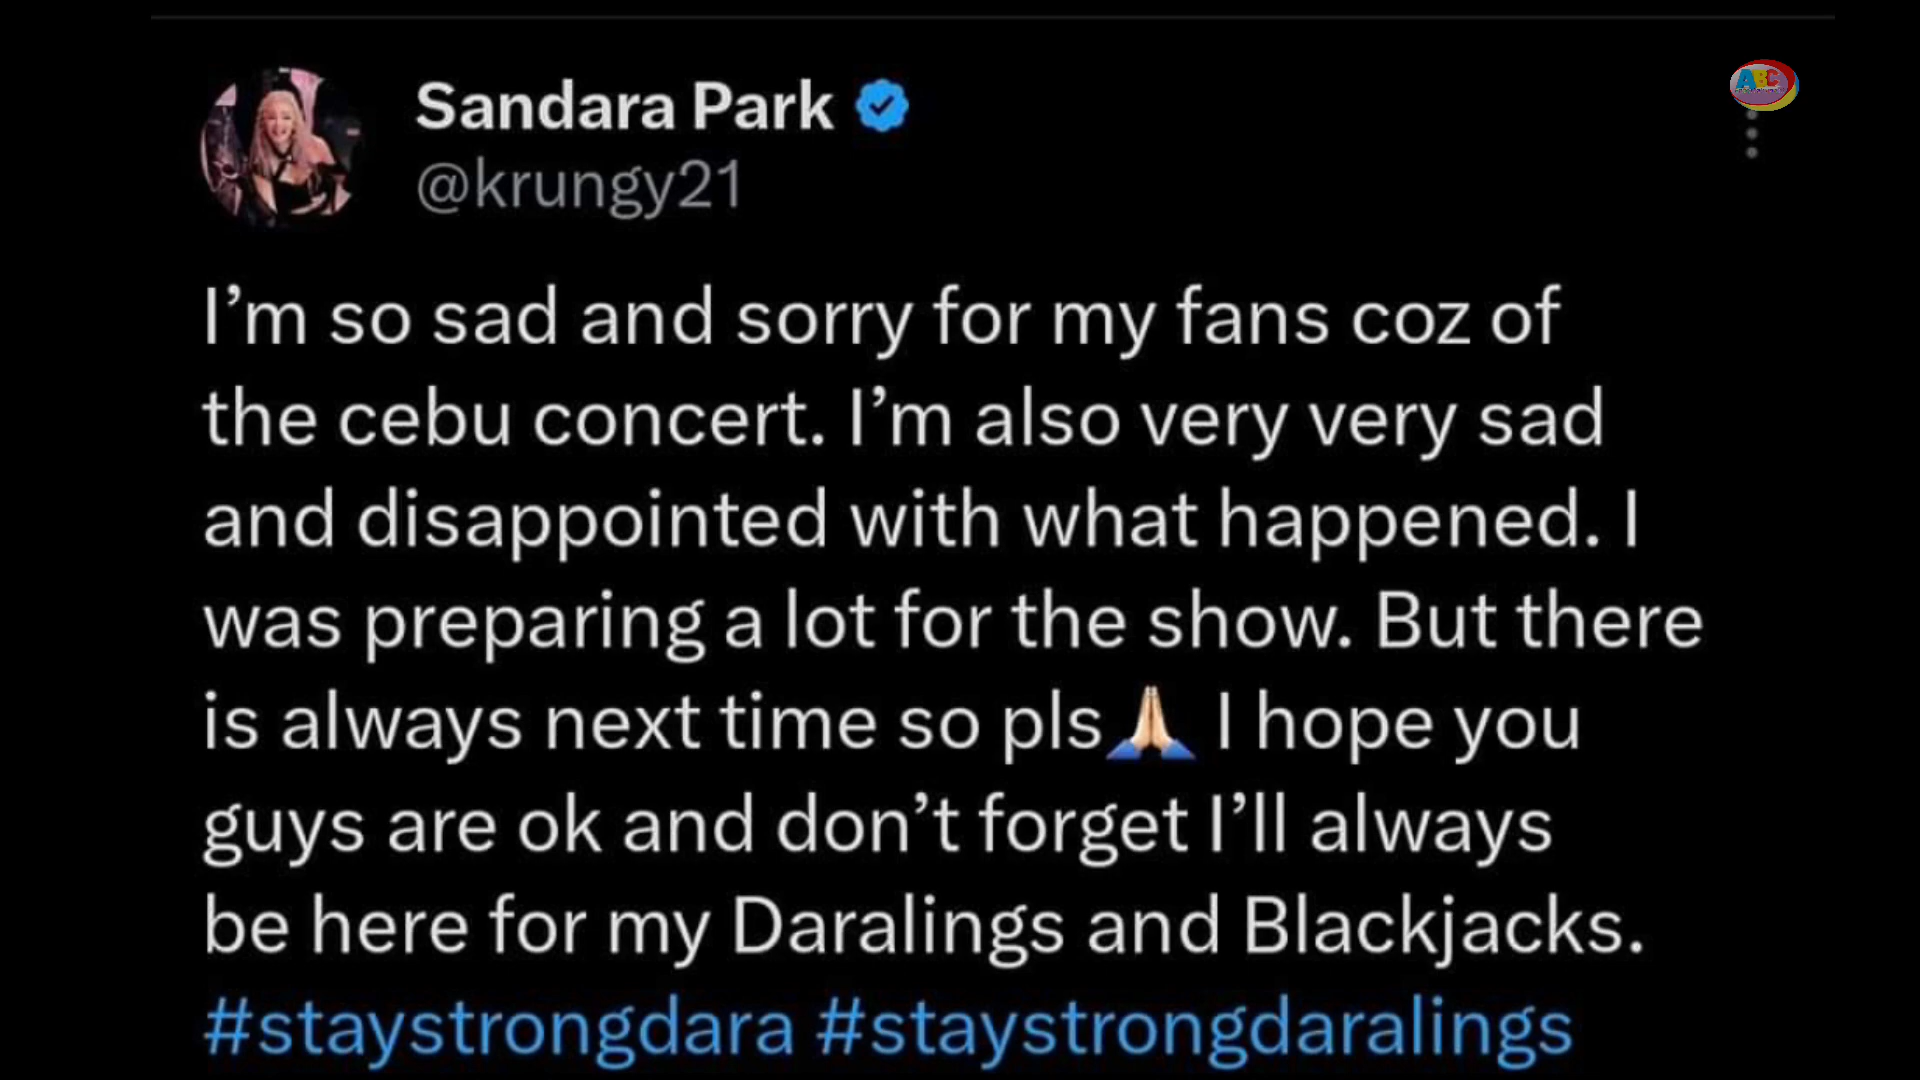 Sandara Park
@krungy21
ABC
I’m so sad and sorry for my fans coz of
the cebu concert. I’m also very very sad
and disappointed with what happened. I
was preparing a lot for the show. But there
is always next time so pls🙏🏻 I hope you
guys are ok and don’t forget I’ll always
be here for my Daralings and Blackjacks.
#staystrongdara #staystrongdaralings